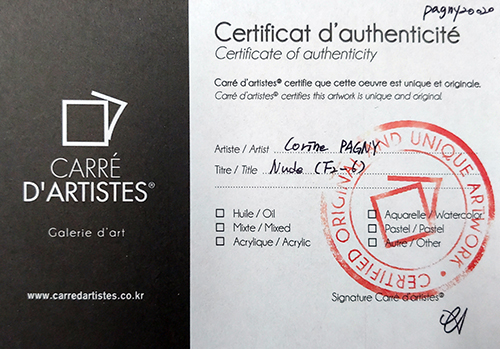 pagny20020
Certificat d'authenticité
Certificate of authenticity
Carré d'artistes® certifie que cette oeuvre est unique et originale.
Carré d'artistes® certifies this artwork is unique and original.
Artiste / Artist Corine PAGNY
Titre / Title Nude
Huile / Oil
Mixte / Mixed
Acrylique / Acrylic
Aquarelle / Watercolor
Pastel / Pastel
Autre / Other
Signature Carré d'artistes®
CERTIFIED ORIGINAL AND UNIQUE ARTWORK
CARRÉ
D'ARTISTES®
Galerie d'art
www.carredartistes.co.kr